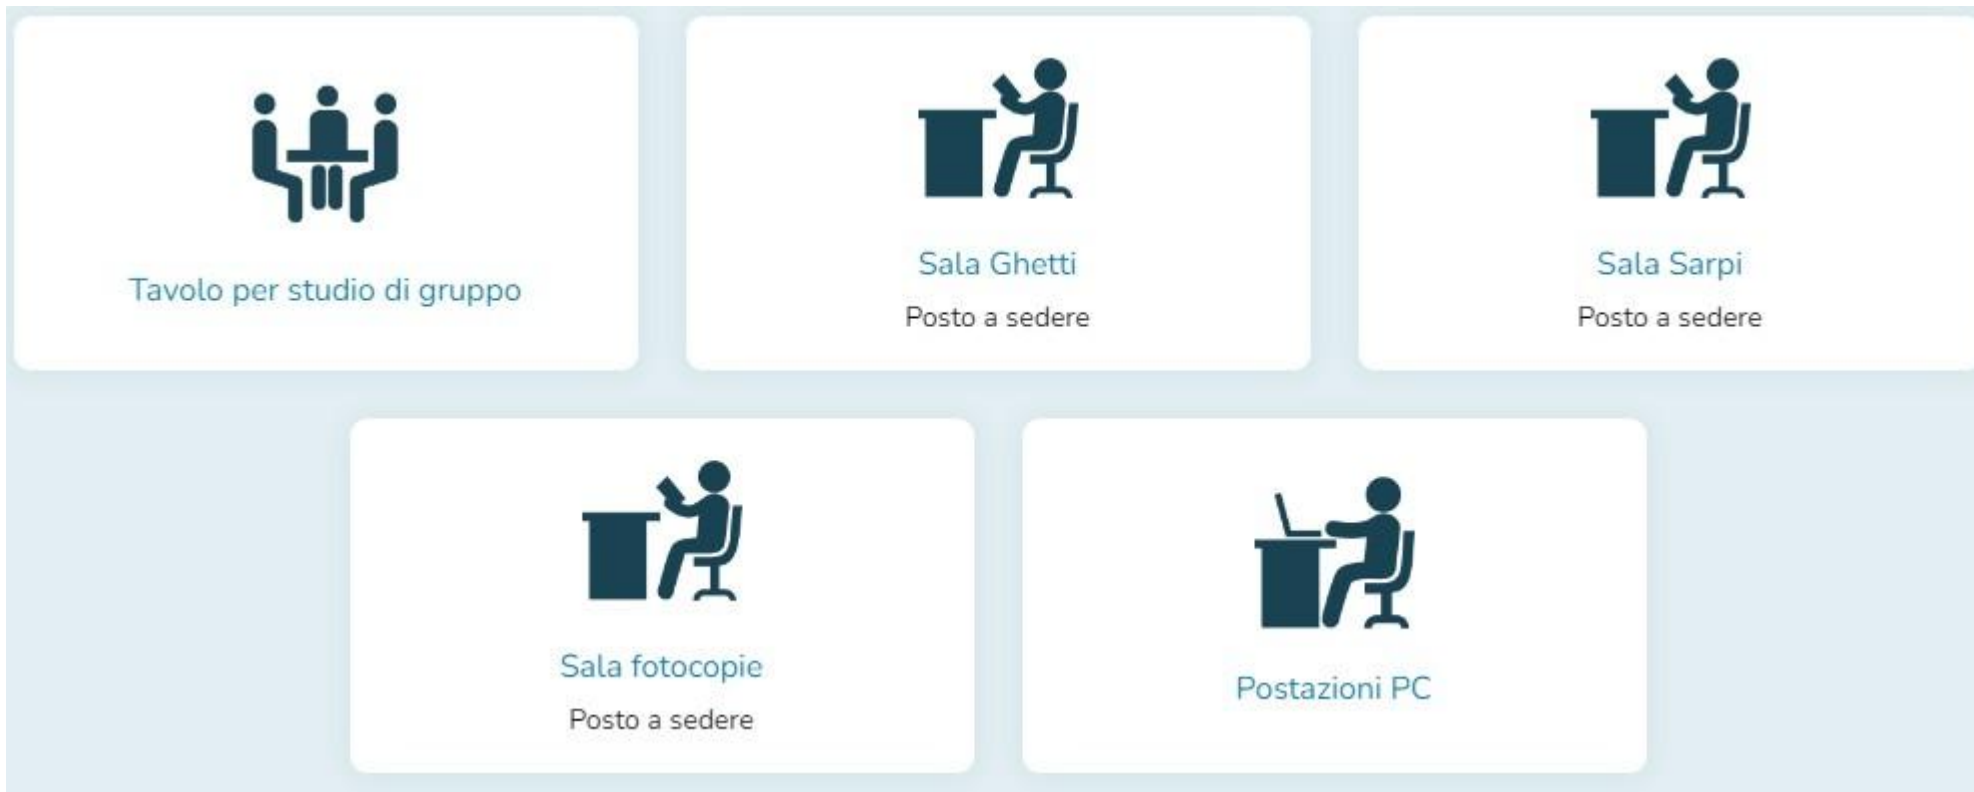 Tavolo per studio di gruppo
Sala Ghetti
Posto a sedere
Sala Sarpi
Posto a sedere
Sala fotocopie
Posto a sedere
Postazioni PC